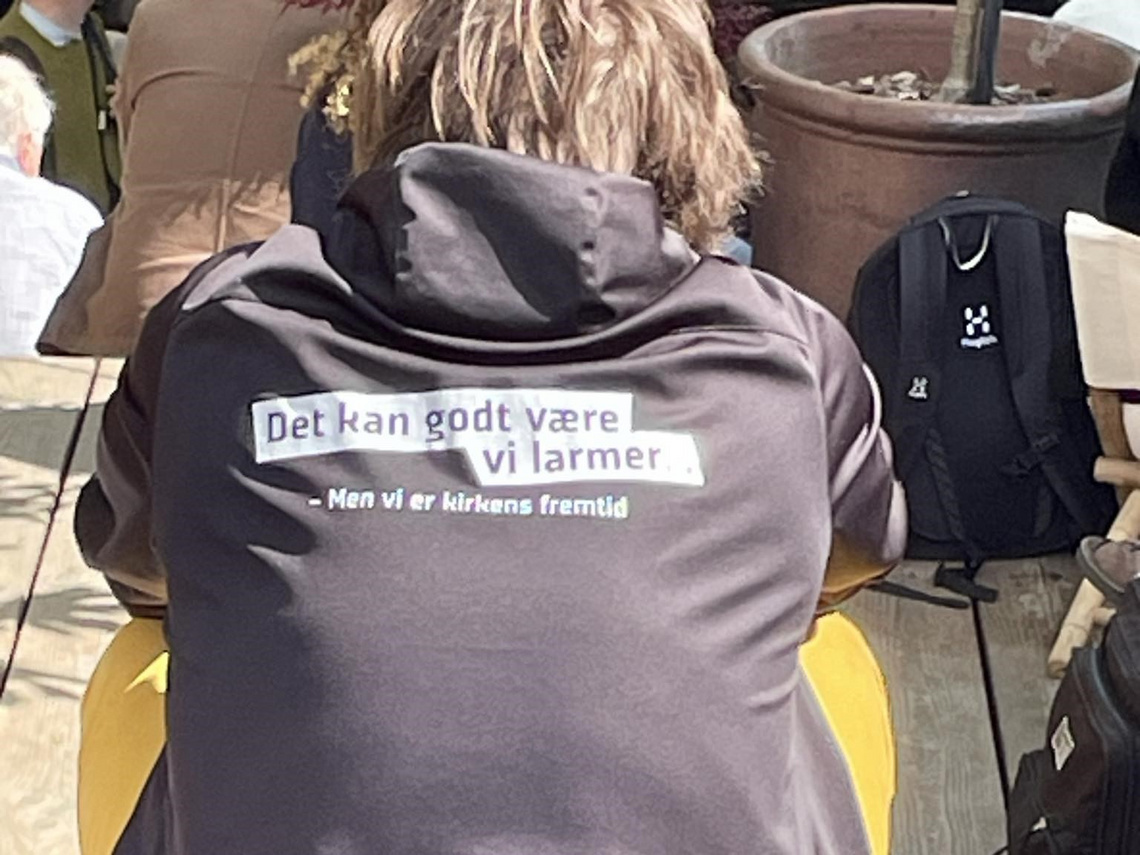 Det kan godt være
vi larmer...
– Men vi er kirkens fremtid